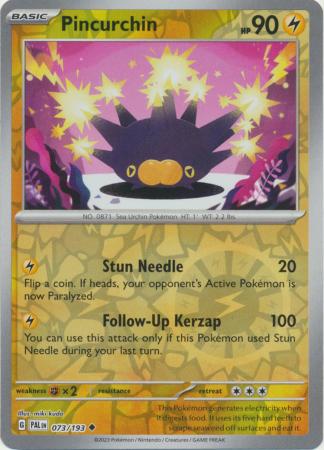 BASIC
Pincurchin
HP 90
NO. 0871 Sea Urchin Pokémon HT: 1' WT: 2.2 lbs
Stun Needle 20
Flip a coin. If heads, your opponent's Active Pokémon is
now Paralyzed.
Follow-Up Kerzap 100
You can use this attack only if this Pokémon used
Stun Needle during your last turn.
weakness ×2 resistance retreat
Illus. miki kudo
This Pokémon generates electricity when
it digests food. It uses its five hard teeth to
scrape seaweed off surfaces and eat it.
G PAL EN 073/193
©2023 Pokémon / Nintendo / Creatures / GAME FREAK